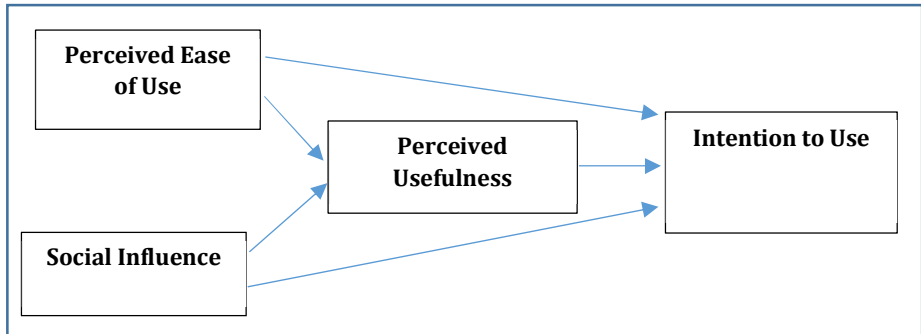 Perceived Ease
of Use
Perceived
Usefulness
Intention to Use
Social Influence